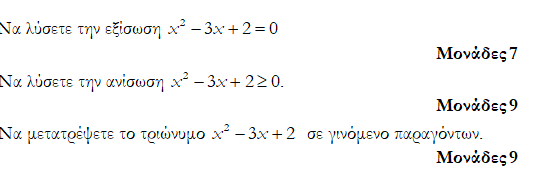 Να λύσετε την εξίσωση x² − 3x + 2 = 0
Μονάδες 7
Να λύσετε την ανίσωση x² − 3x + 2 ≥ 0.
Μονάδες 9
Να μετατρέψετε το τριώνυμο x² − 3x + 2 σε γινόμενο παραγόντων.
Μονάδες 9